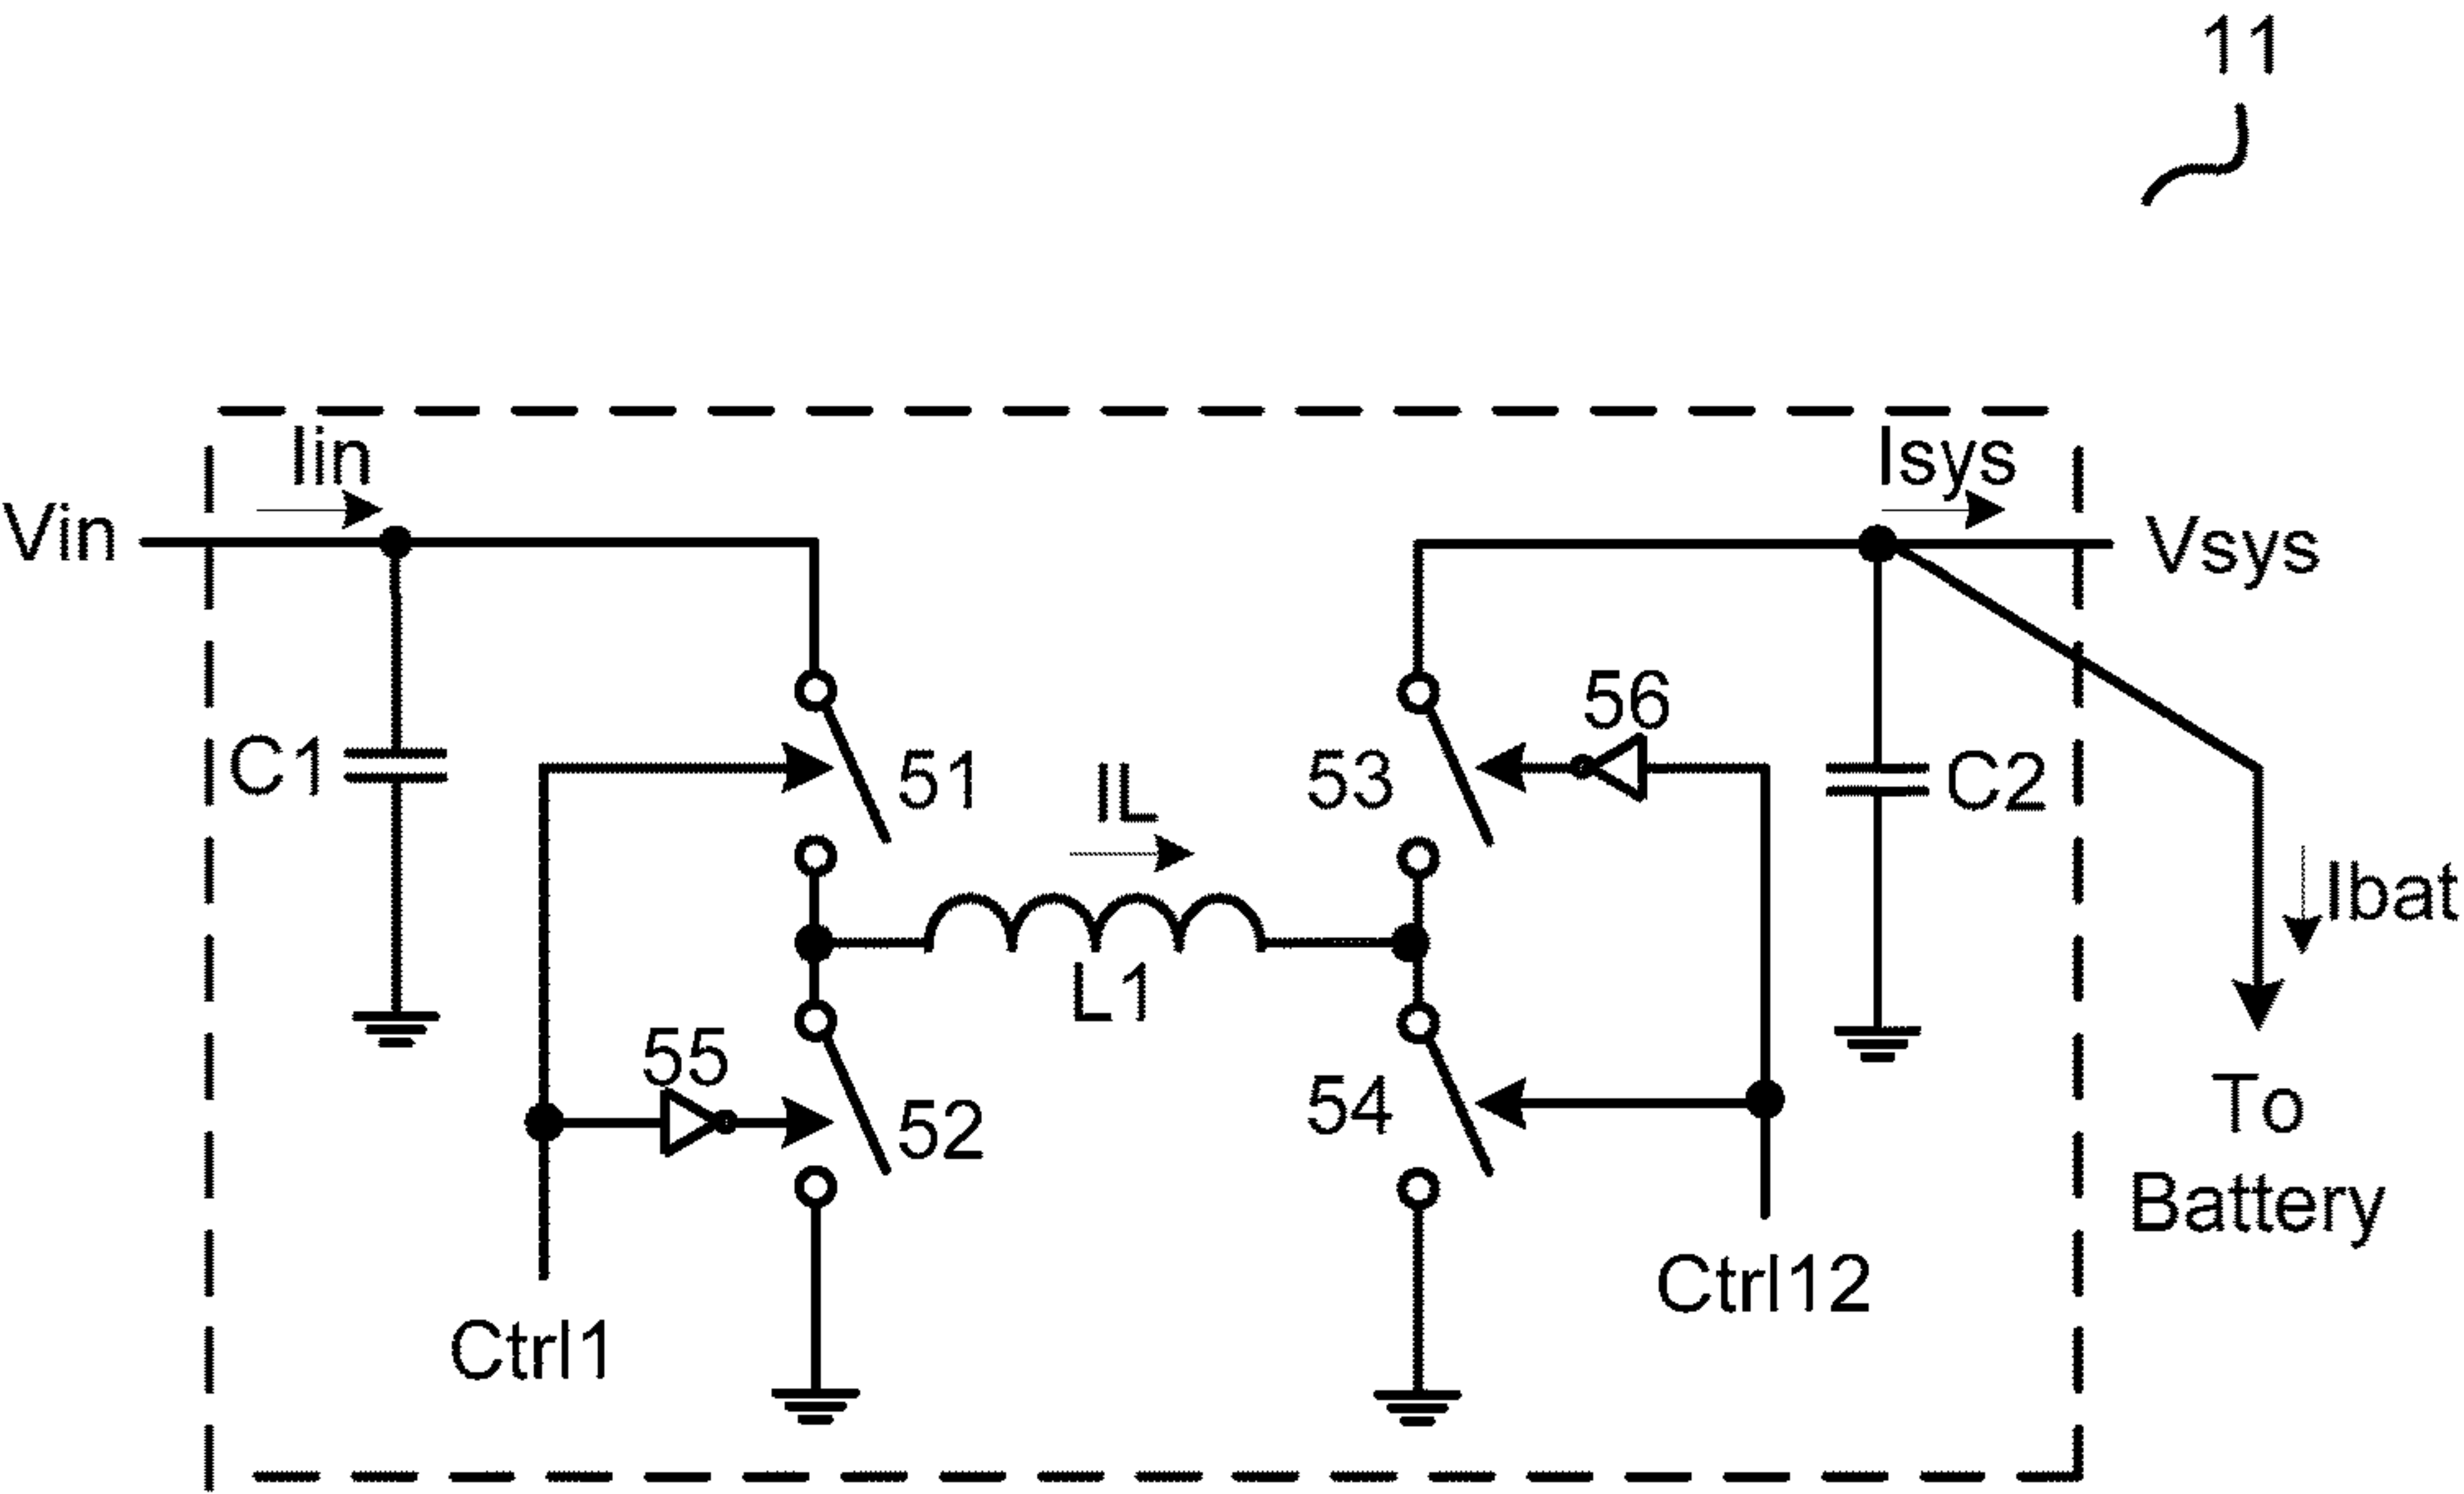 11
Iin
Isys
Vin
Vsys
56
C1
51
53
C2
IL
Ibat
L1
55
52
54
To
Battery
Ctrl12
Ctrl1